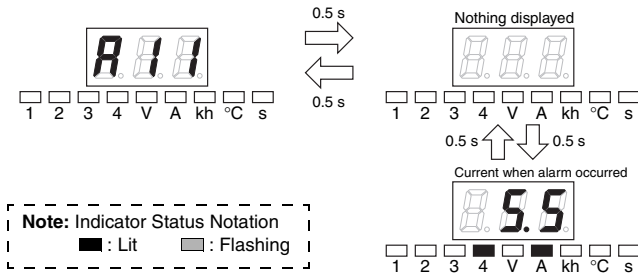 0.5 s
Nothing displayed
A11
0.5 s
1 2 3 4 V A kh °C s
1 2 3 4 V A kh °C s
0.5 s 0.5 s
Current when alarm occurred
5.5
Note: Indicator Status Notation
: Lit : Flashing
1 2 3 4 V A kh °C s